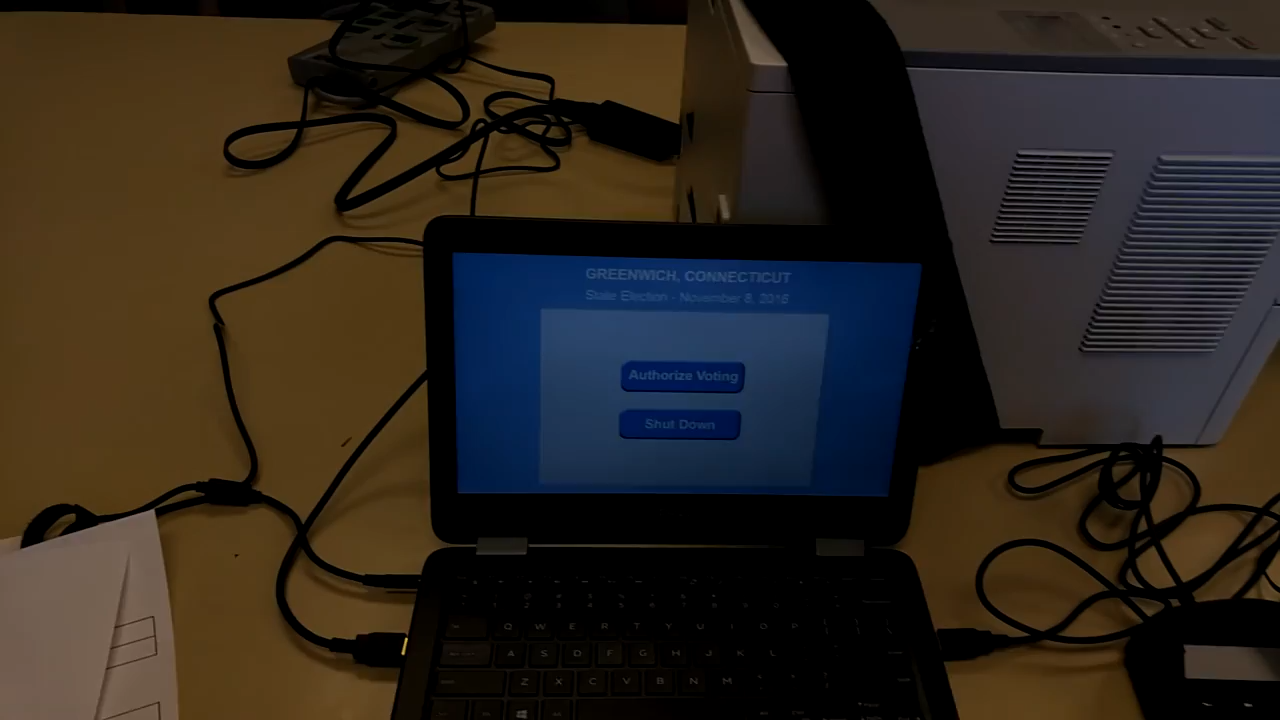 GREENWICH, CONNECTICUT
State Election - November 8, 2016
Authorize Voting
Shut Down
Q W E R T Y U I O P
A S D F G H J K L
Z X C V B N M